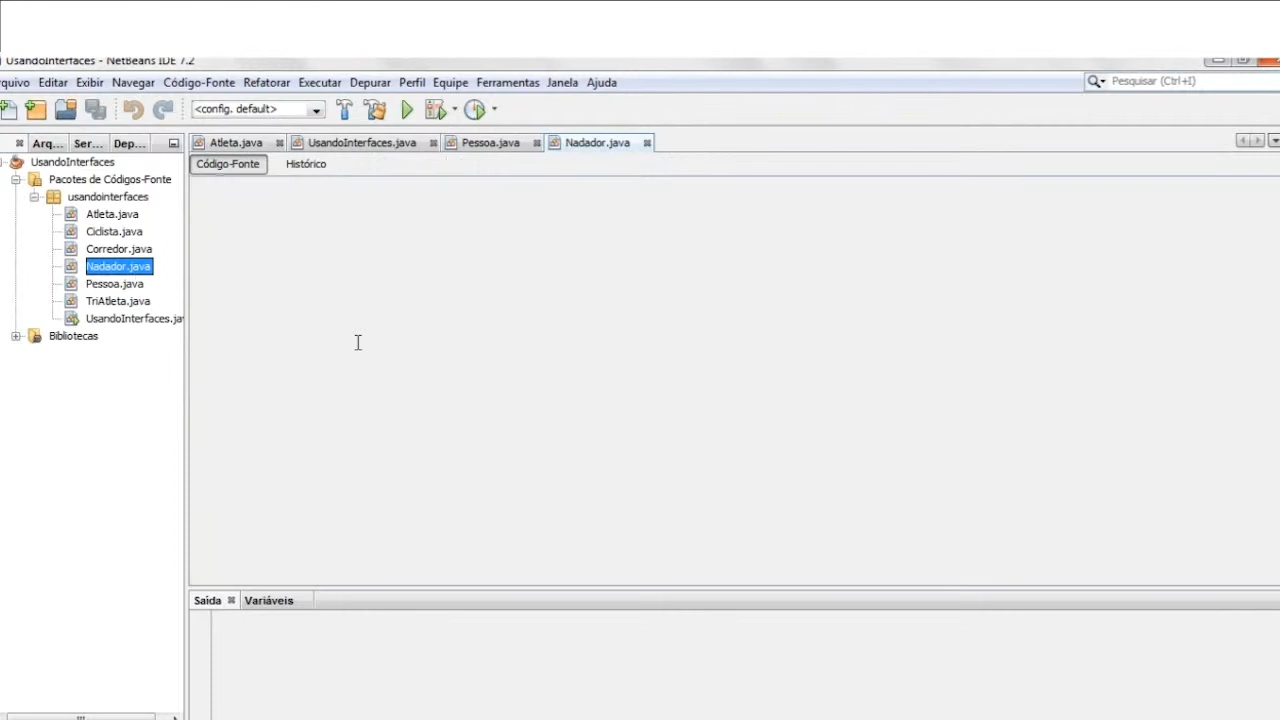 UsandoInterfaces - NetBeans IDE 7.2
rquivo Editar Exibir Navegar Código-Fonte Refatorar Executar Depurar Perfil Equipe Ferramentas Janela Ajuda
Pesquisar (Ctrl+I)
<config. default>
Arq... Ser... Dep...
Atleta.java UsandoInterfaces.java Pessoa.java Nadador.java
Código-Fonte Histórico
UsandoInterfaces
Pacotes de Códigos-Fonte
usandointerfaces
Atleta.java
Ciclista.java
Corredor.java
Nadador.java
Pessoa.java
TriAtleta.java
UsandoInterfaces.jav
Bibliotecas
Saída Variáveis